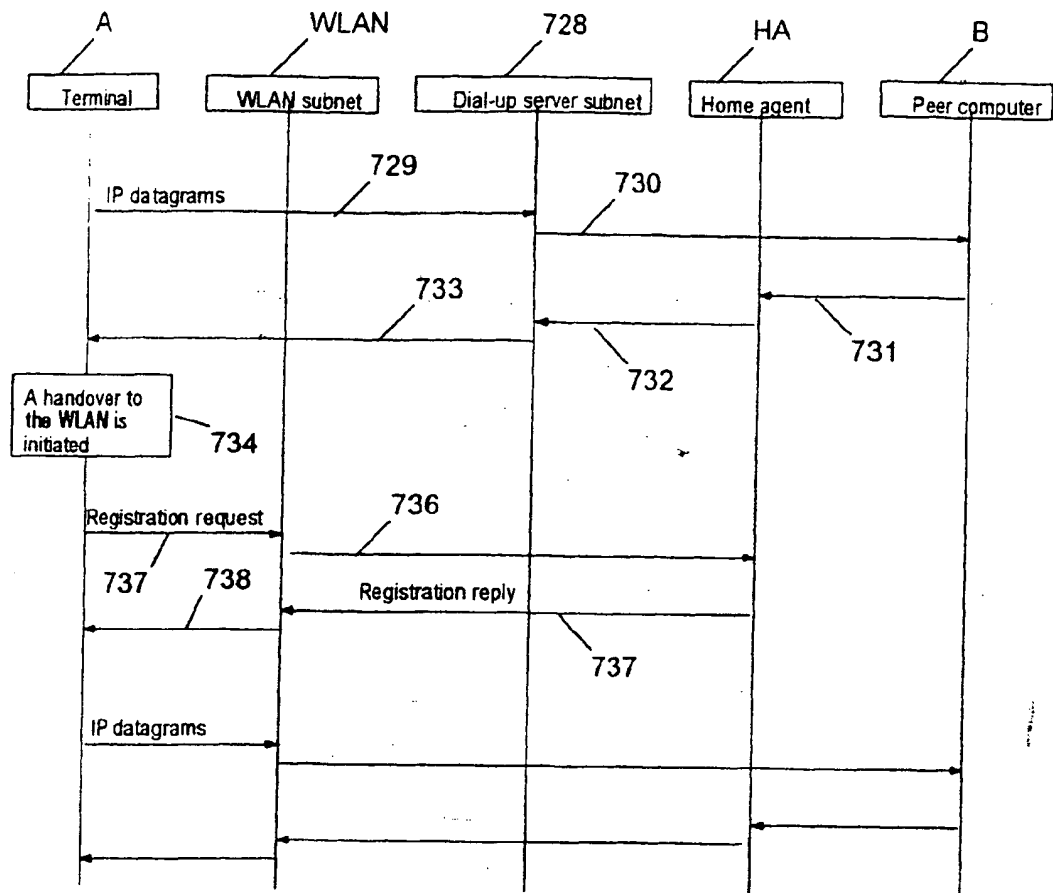 A
WLAN
728
HA
B
Terminal
WLAN subnet
Dial-up server subnet
Home agent
Peer computer
729
IP datagrams
730
733
731
732
A handover to
the WLAN is
initiated
734
Registration request
736
737
738
Registration reply
737
IP datagrams